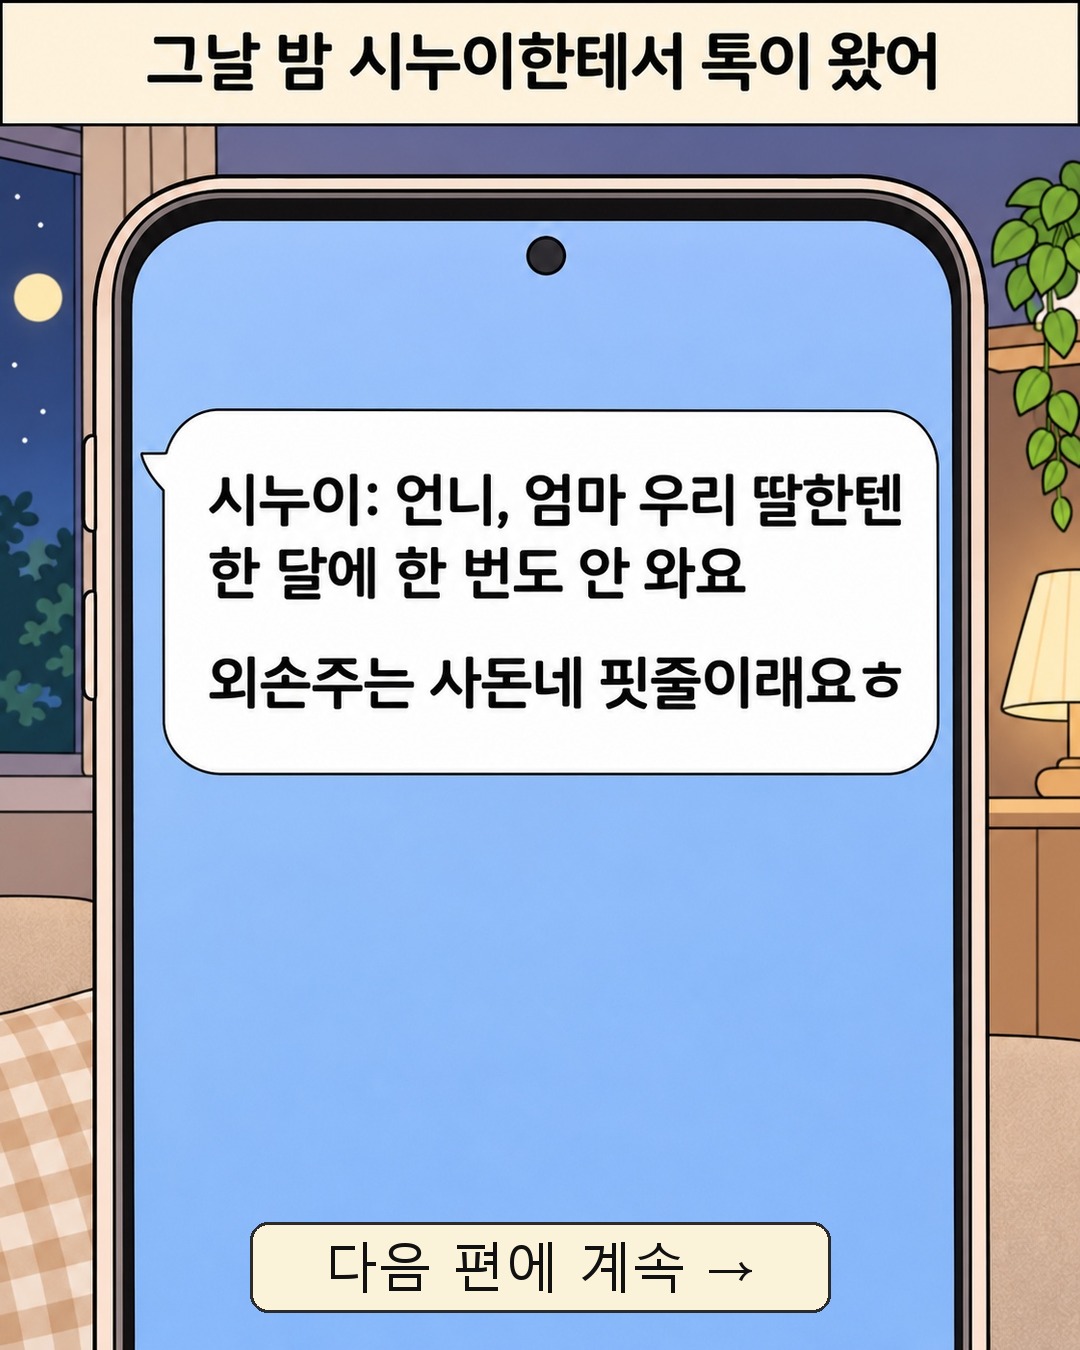 그날 밤 시누이한테서 톡이 왔어
시누이: 언니, 엄마 우리 딸한텐
한 달에 한 번도 안 와요
외손주는 사돈네 핏줄이래요ㅎ
다음 편에 계속 →